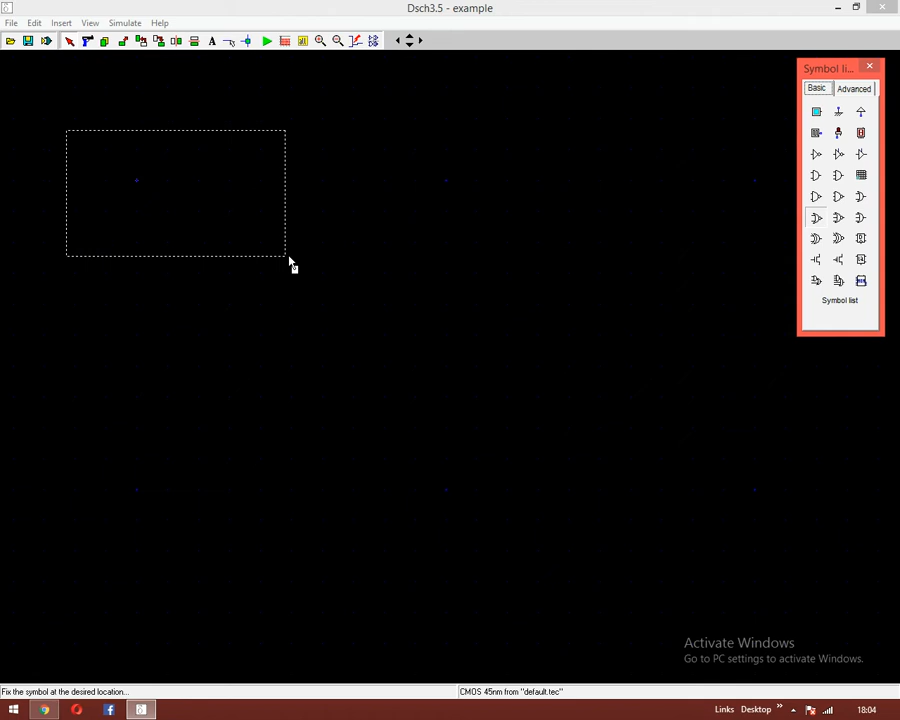 Dsch3.5 - example
File Edit Insert View Simulate Help
Symbol li...
Basic Advanced
Symbol list
Activate Windows
Go to PC settings to activate Windows.
Fix the symbol at the desired location... CMOS 45nm from "default.tec"
Links Desktop 18:04